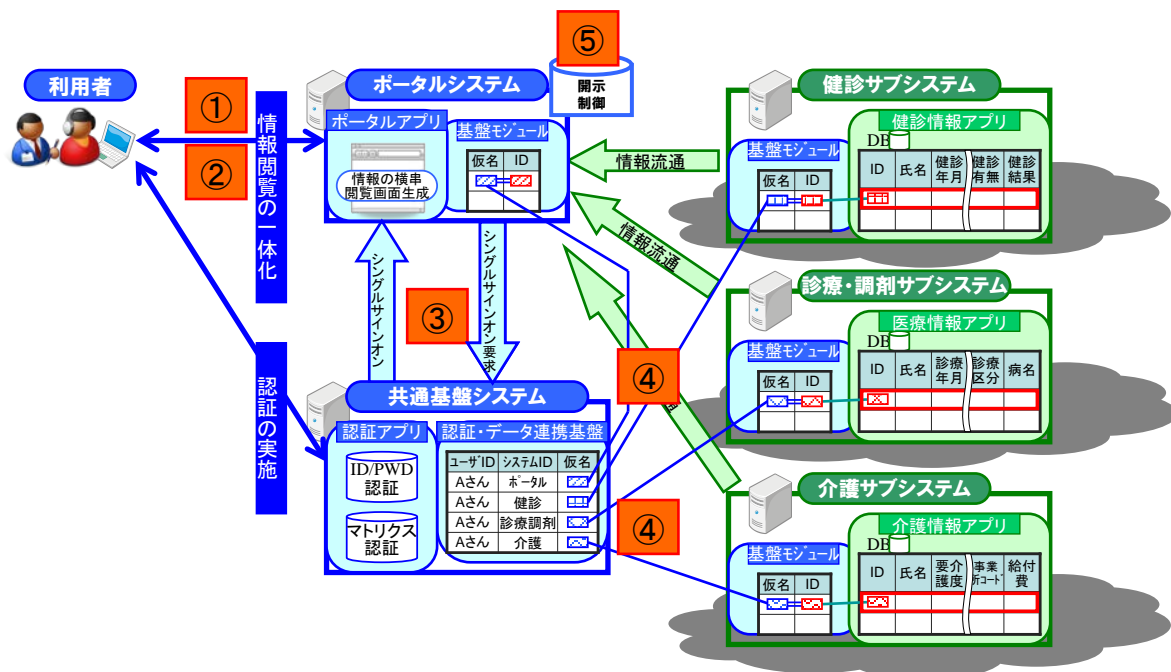 利用者
①
②
情報閲覧の一体化
認証の実施
ポータルシステム
⑤
開示
制御
ポータルアプリ
情報の横串
閲覧画面生成
基盤モジュール
仮名 ID
シングルサインオン
シングルサインオン要求
③
共通基盤システム
認証アプリ
ID/PWD
認証
マトリクス
認証
認証・データ連携基盤
ユーザID システムID 仮名
Aさん ポータル
Aさん 健診
Aさん 診療調剤
Aさん 介護
情報流通
情報流通
④
④
健診サブシステム
基盤モジュール
仮名 ID
健診情報アプリ
DB
ID 氏名 健診年月 健診有無 健診結果
診療・調剤サブシステム
基盤モジュール
仮名 ID
医療情報アプリ
DB
ID 氏名 診療年月 診療区分 病名
介護サブシステム
基盤モジュール
仮名 ID
介護情報アプリ
DB
ID 氏名 要介護度 事業所コード 給付費